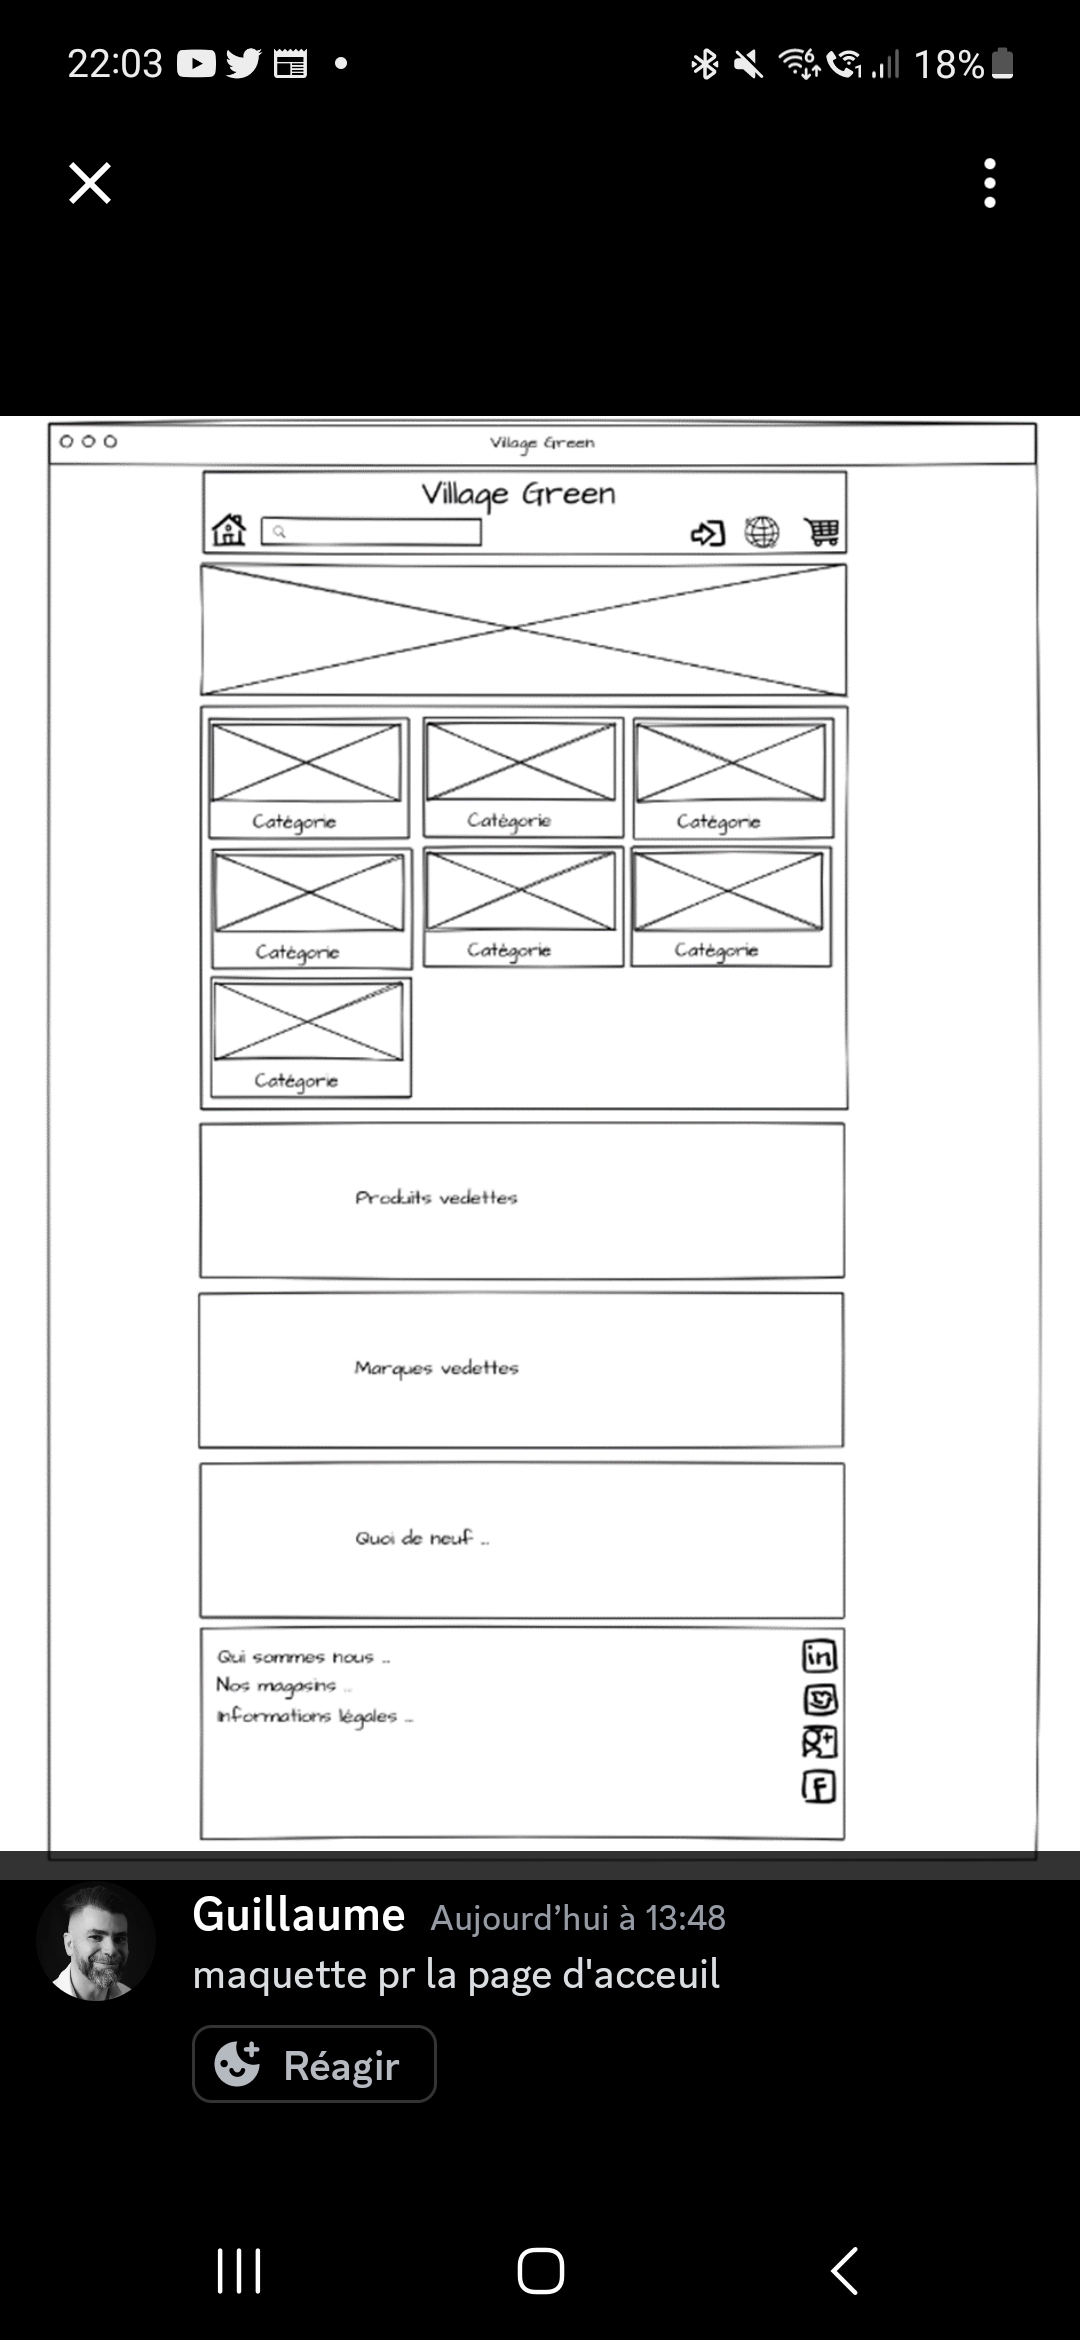 22:03
18%
Village Green
Village Green
Catégorie
Catégorie
Catégorie
Catégorie
Catégorie
Catégorie
Catégorie
Produits vedettes
Marques vedettes
Quoi de neuf ...
Qui sommes nous ...
Nos magasins ...
Informations légales ...
in
f
Guillaume Aujourd’hui à 13:48
maquette pr la page d'acceuil
Réagir